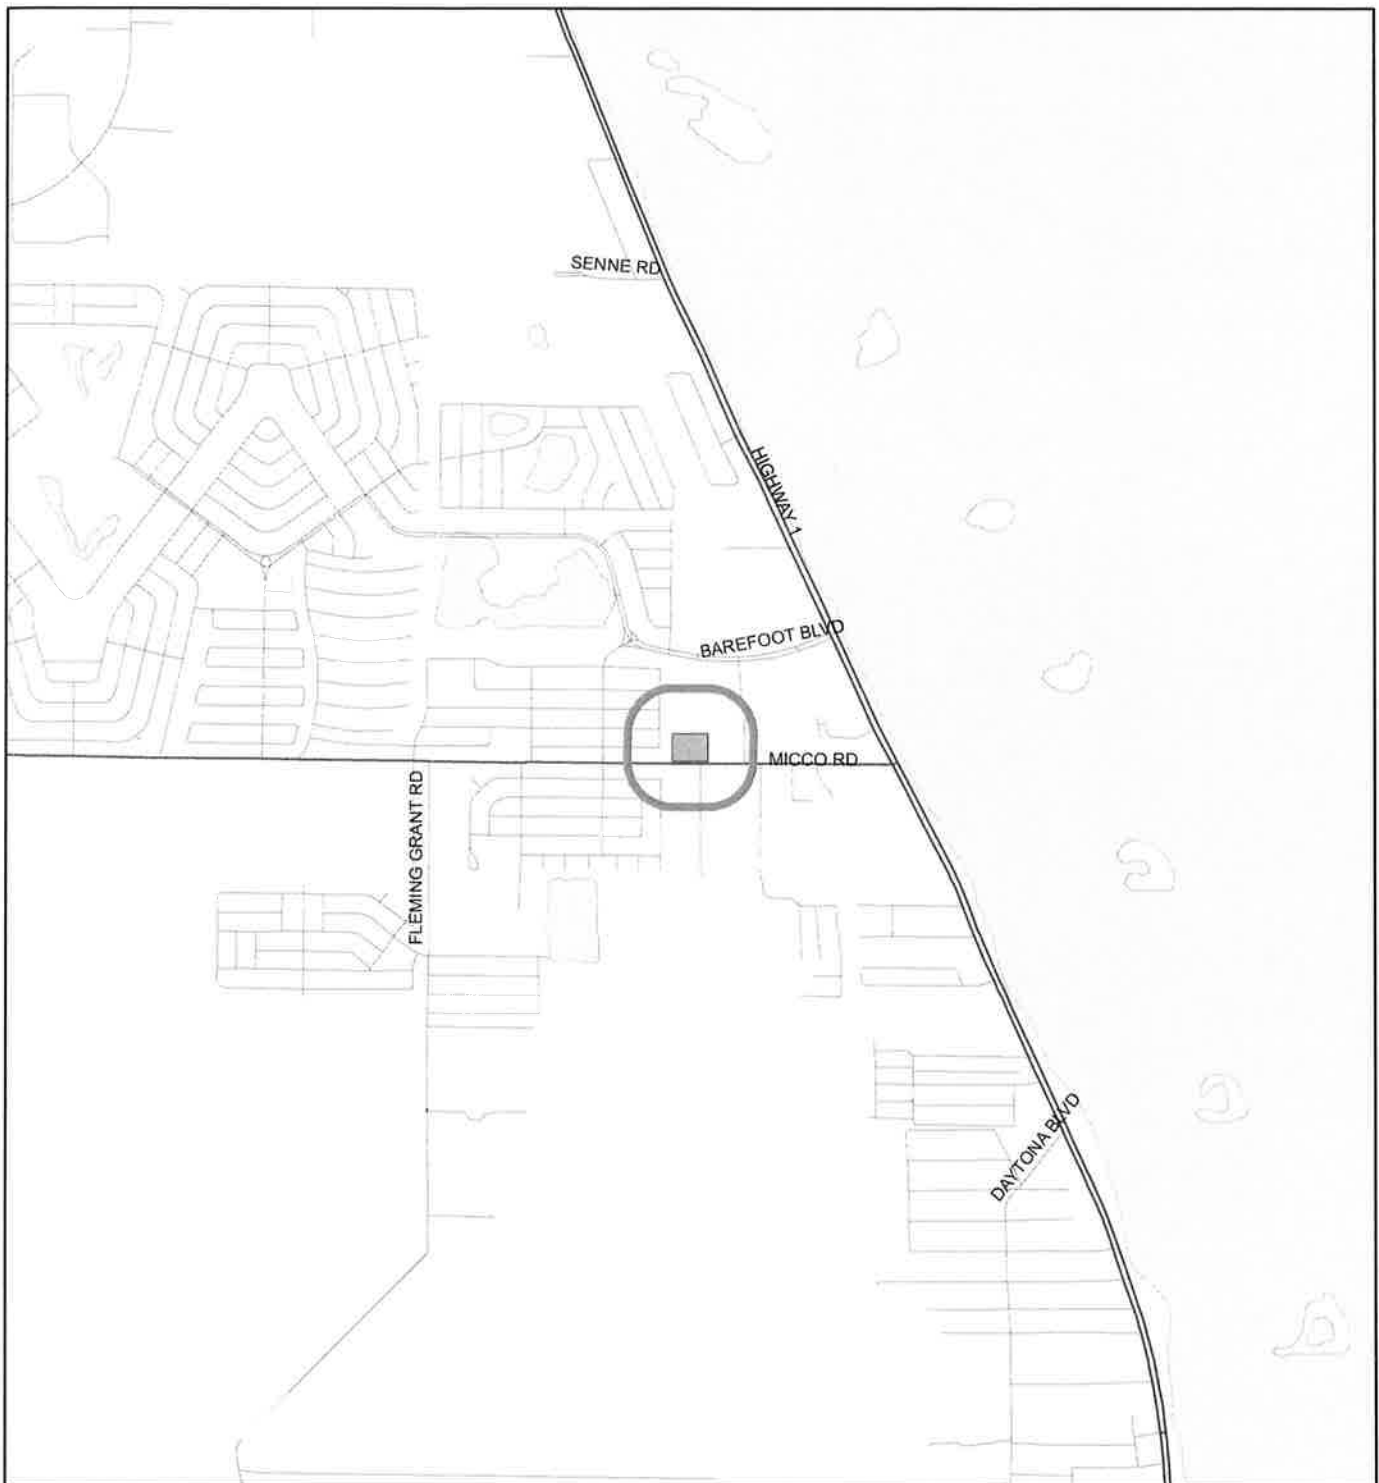 SENNE RD
HIGHWAY 1
BAREFOOT BLVD
MICCO RD
FLEMING GRANT RD
DAYTONA BLVD